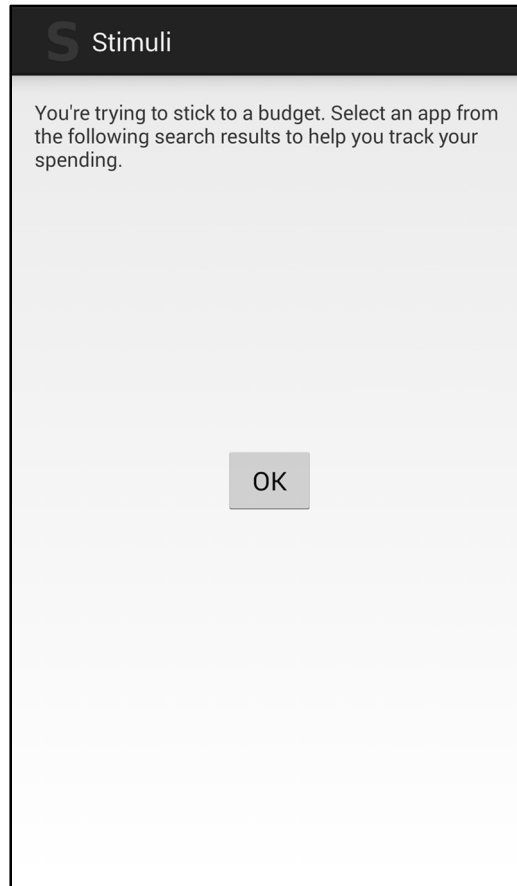 S Stimuli
You're trying to stick to a budget. Select an app from
the following search results to help you track your
spending.
OK